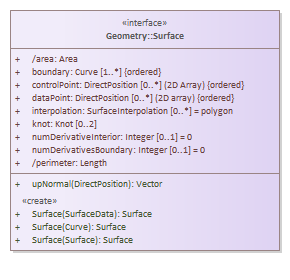 «interface»
Geometry::Surface
+ /area: Area
+ boundary: Curve [1..*] {ordered}
+ controlPoint: DirectPosition [0..*] (2D Array) {ordered}
+ dataPoint: DirectPosition [0..*] (2D array) {ordered}
+ interpolation: SurfaceInterpolation [0..*] = polygon
+ knot: Knot [0..2]
+ numDerivativeInterior: Integer [0..1] = 0
+ numDerivativesBoundary: Integer [0..1] = 0
+ /perimeter: Length
+ upNormal(DirectPosition): Vector
«create»
+ Surface(SurfaceData): Surface
+ Surface(Curve): Surface
+ Surface(Surface): Surface